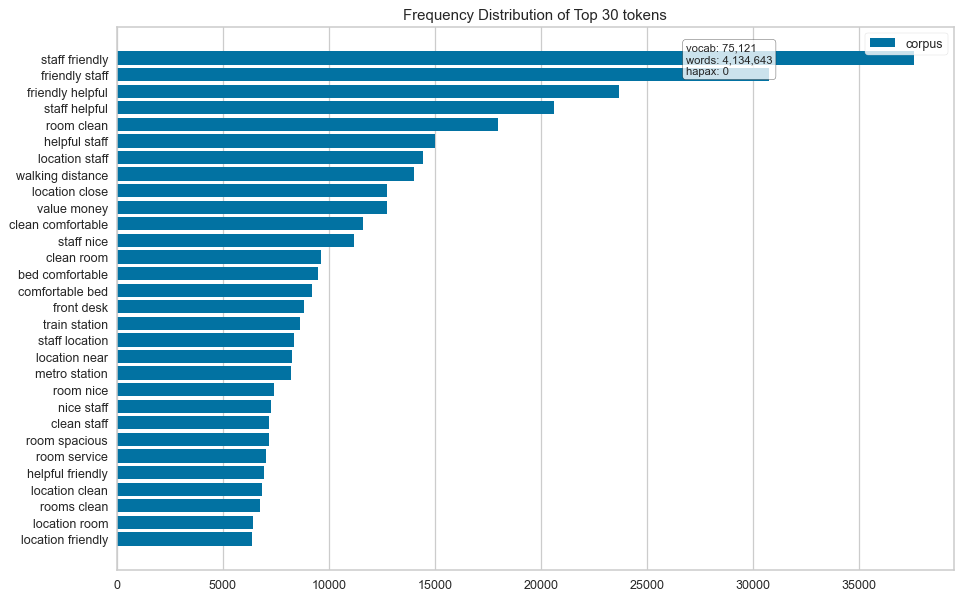 Frequency Distribution of Top 30 tokens
corpus
vocab: 75,121
words: 4,134,643
hapax: 0
staff friendly
friendly staff
friendly helpful
staff helpful
room clean
helpful staff
location staff
walking distance
location close
value money
clean comfortable
staff nice
clean room
bed comfortable
comfortable bed
front desk
train station
staff location
location near
metro station
room nice
nice staff
clean staff
room spacious
room service
helpful friendly
location clean
rooms clean
location room
location friendly
0 5000 10000 15000 20000 25000 30000 35000